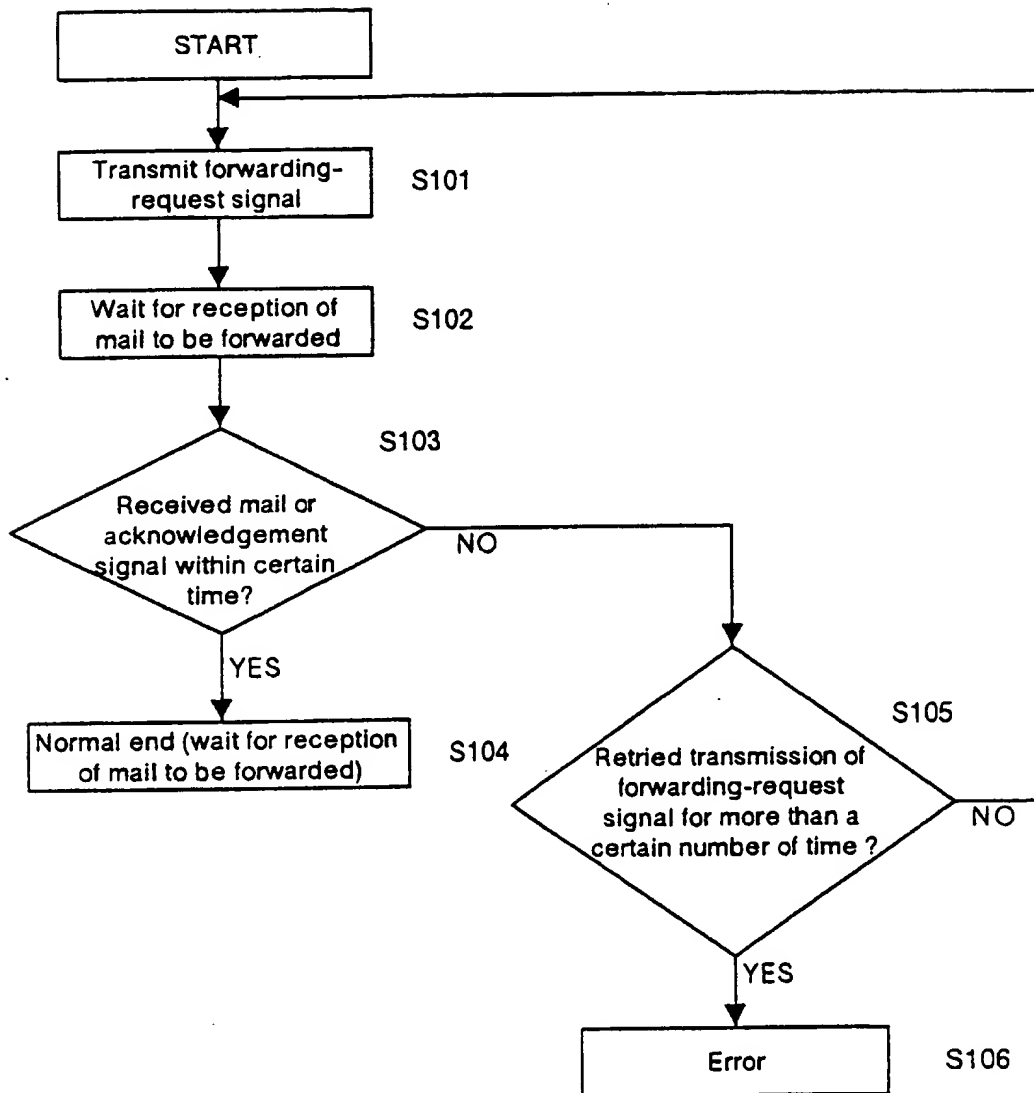 START
Transmit forwarding-
request signal
S101
Wait for reception of
mail to be forwarded
S102
S103
Received mail or
acknowledgement
signal within certain
time?
NO
YES
Normal end (wait for reception
of mail to be forwarded)
S104
S105
Retried transmission of
forwarding-request
signal for more than a
certain number of time ?
NO
YES
Error
S106